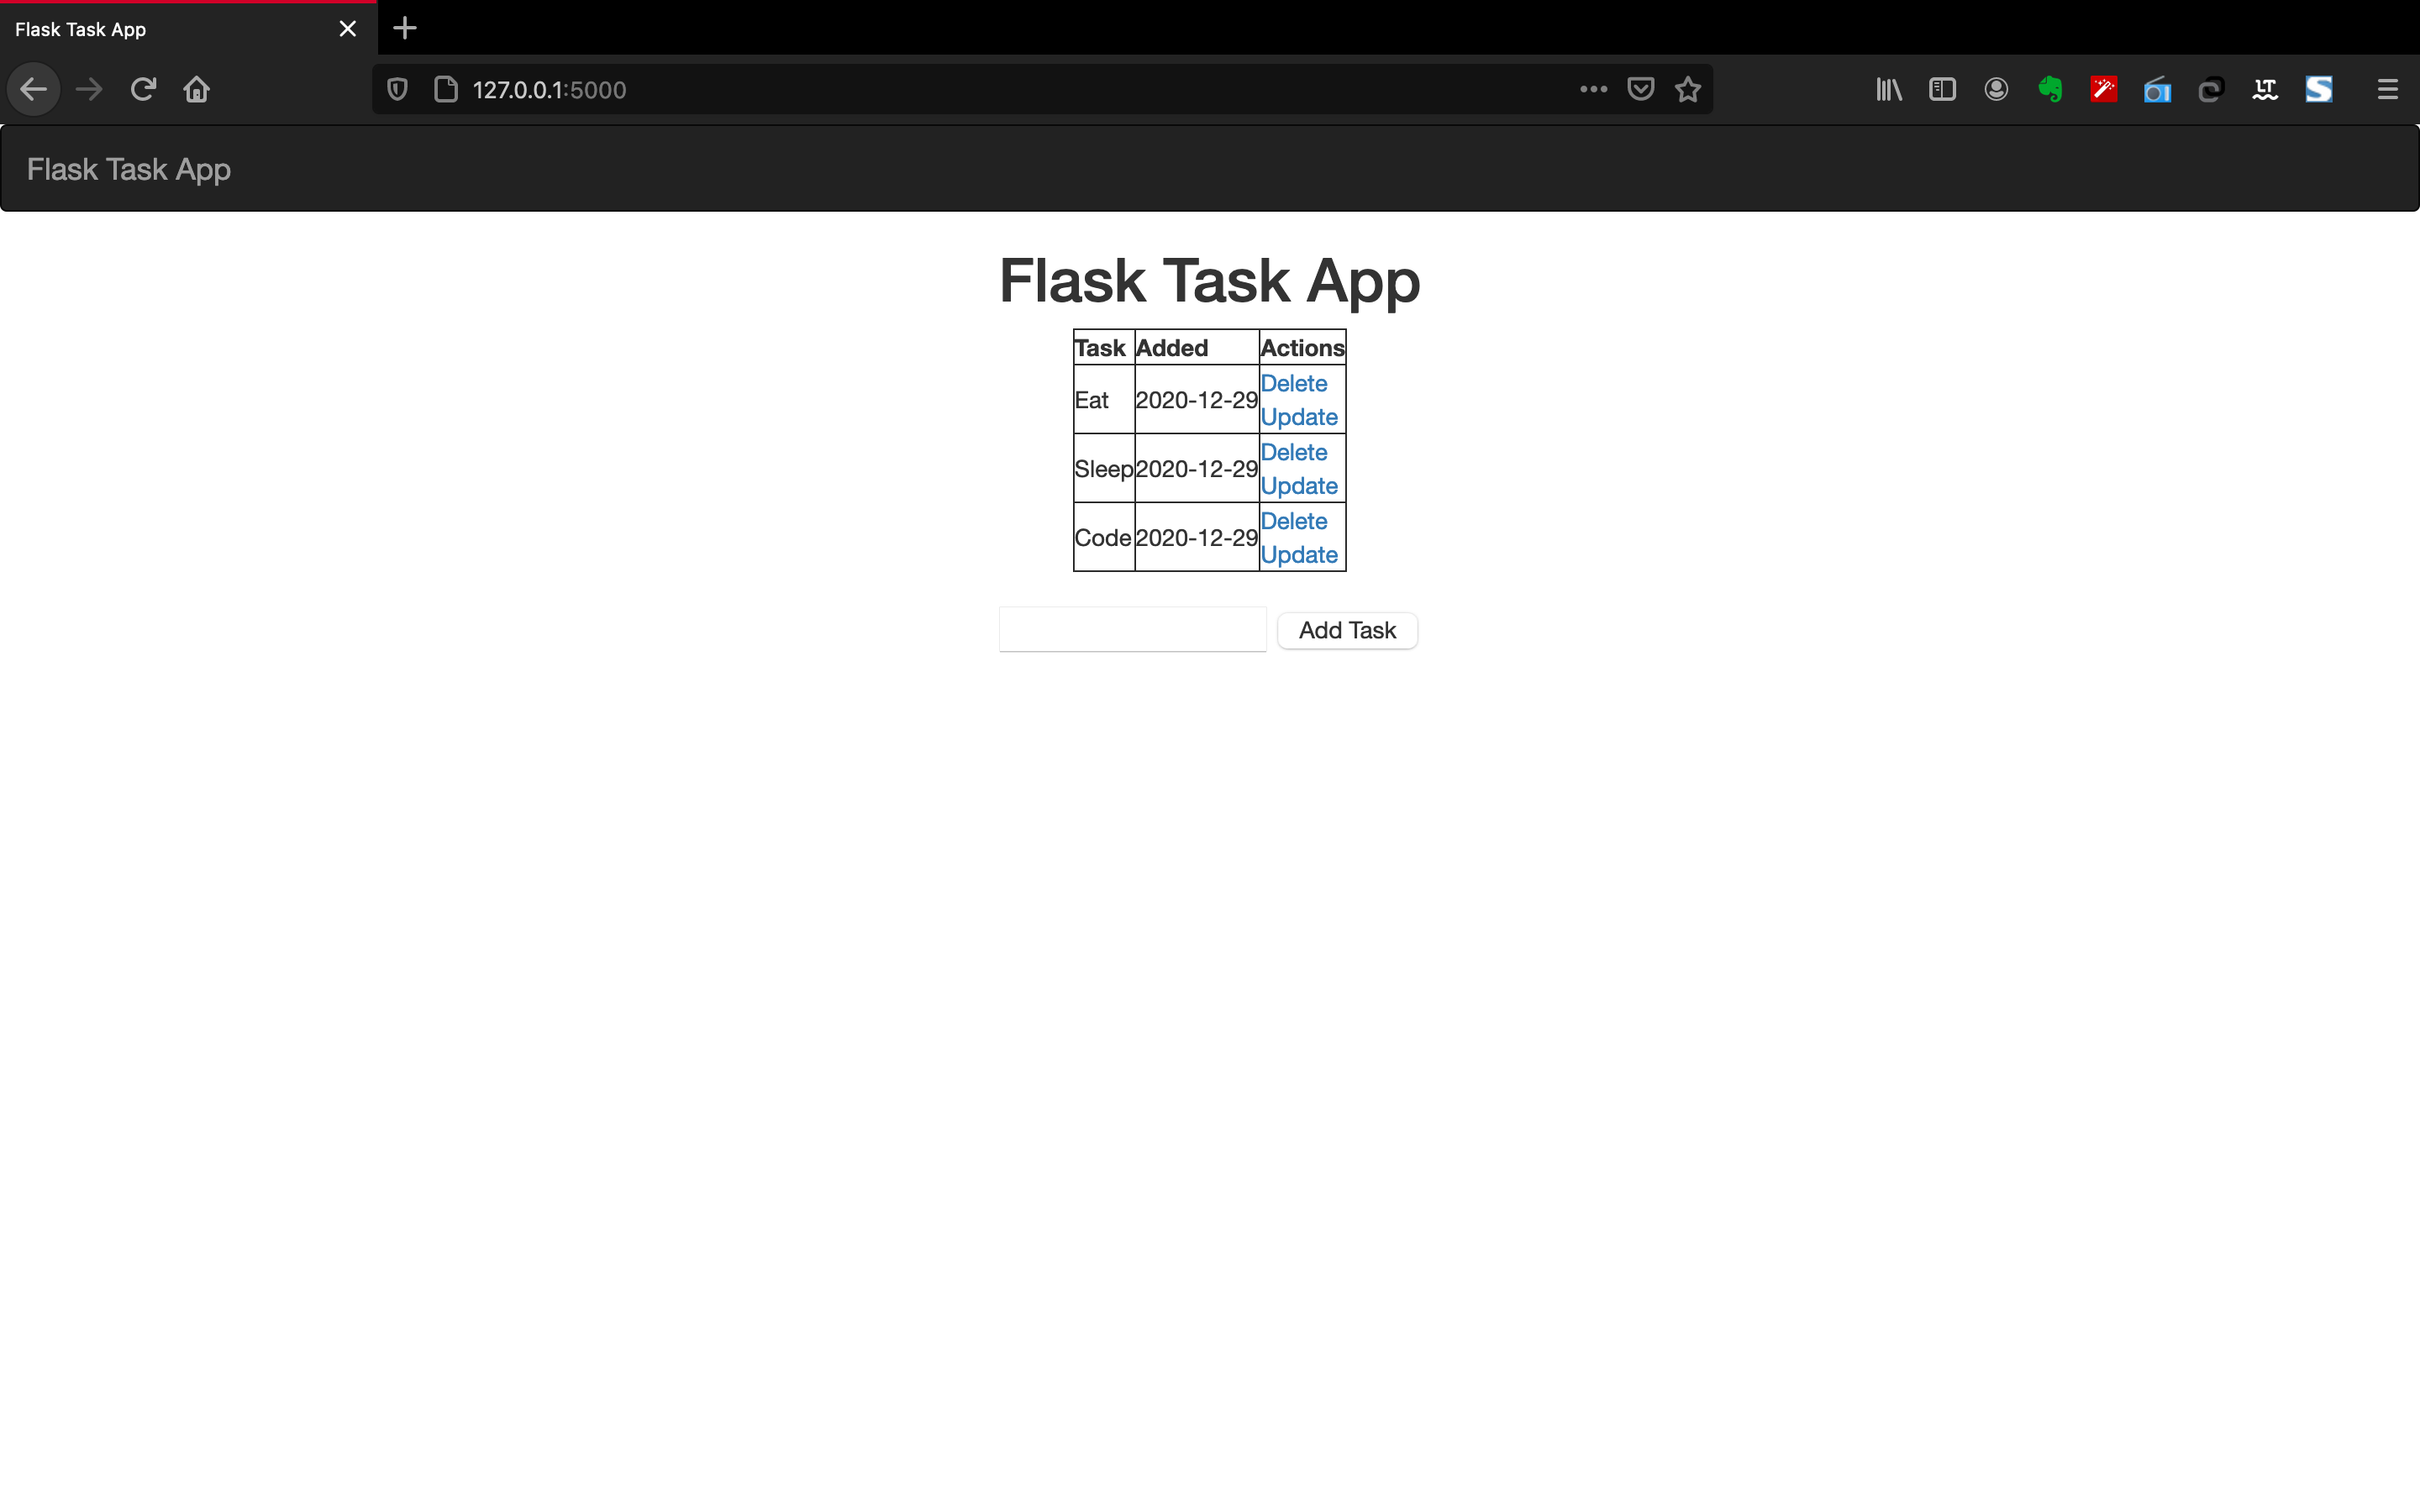 Flask Task App
127.0.0.1:5000
LT
Flask Task App
Flask Task App
Task Added Actions
Eat 2020-12-29 Delete
Update
Sleep 2020-12-29 Delete
Update
Code 2020-12-29 Delete
Update
Add Task